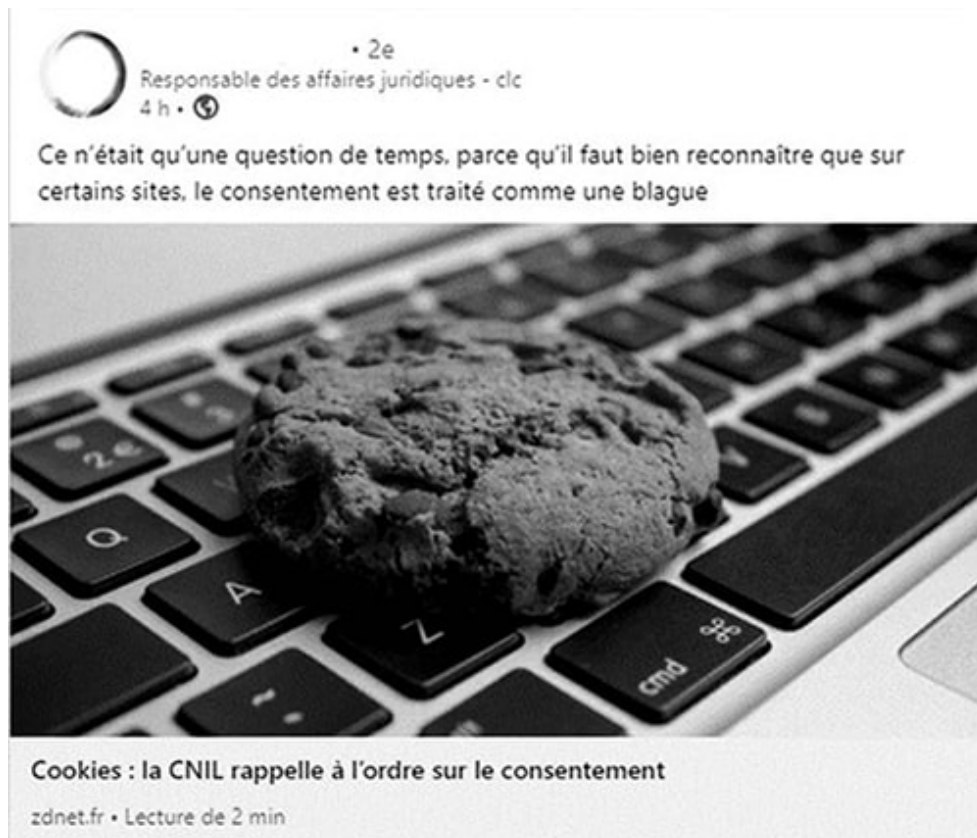 • 2e
Responsable des affaires juridiques - clc
4 h •
Ce n'était qu'une question de temps, parce qu'il faut bien reconnaître que sur
certains sites, le consentement est traité comme une blague
2 €
Q
A
Z
cmd ⌘
Cookies : la CNIL rappelle à l'ordre sur le consentement
zdnet.fr • Lecture de 2 min